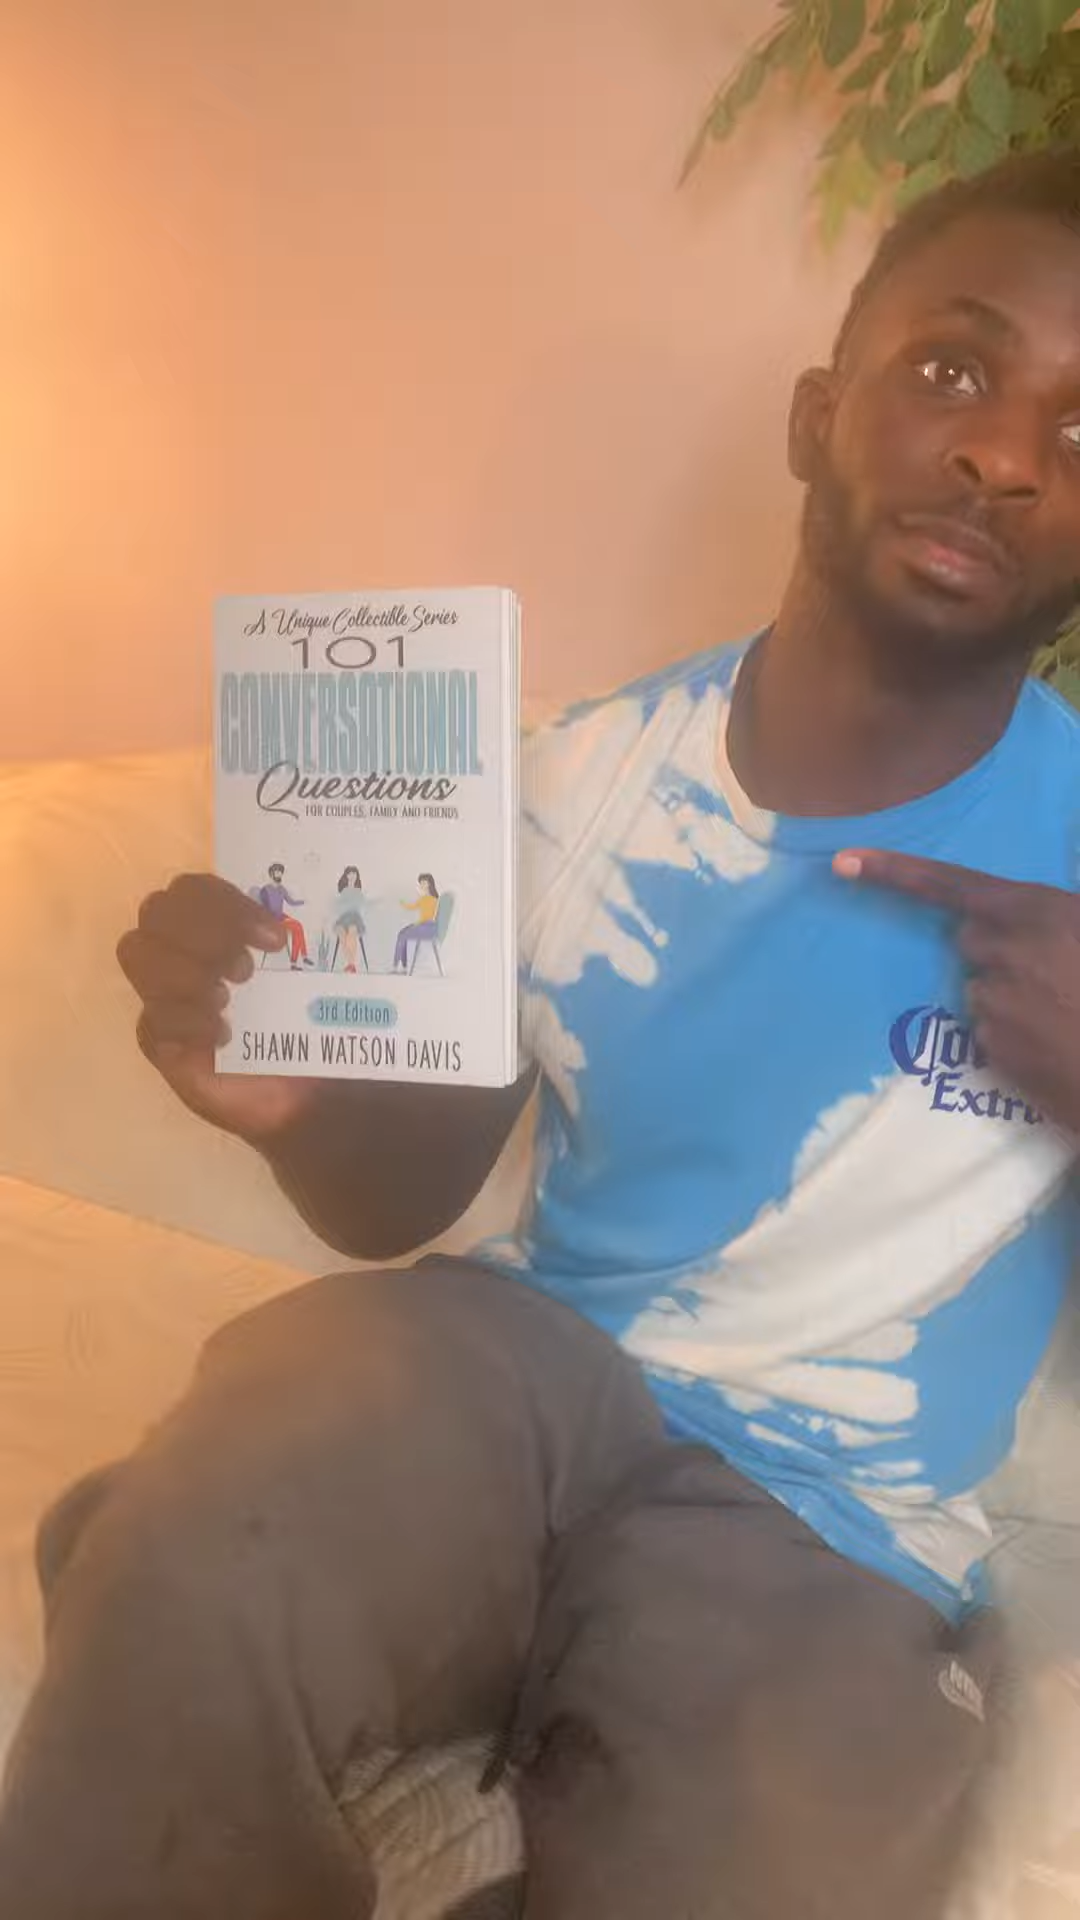 A Unique Collectible Series
101
CONVERSATIONAL
Questions
FOR COUPLES, FAMILY AND FRIENDS
3rd Edition
SHAWN WATSON DAVIS
Extra